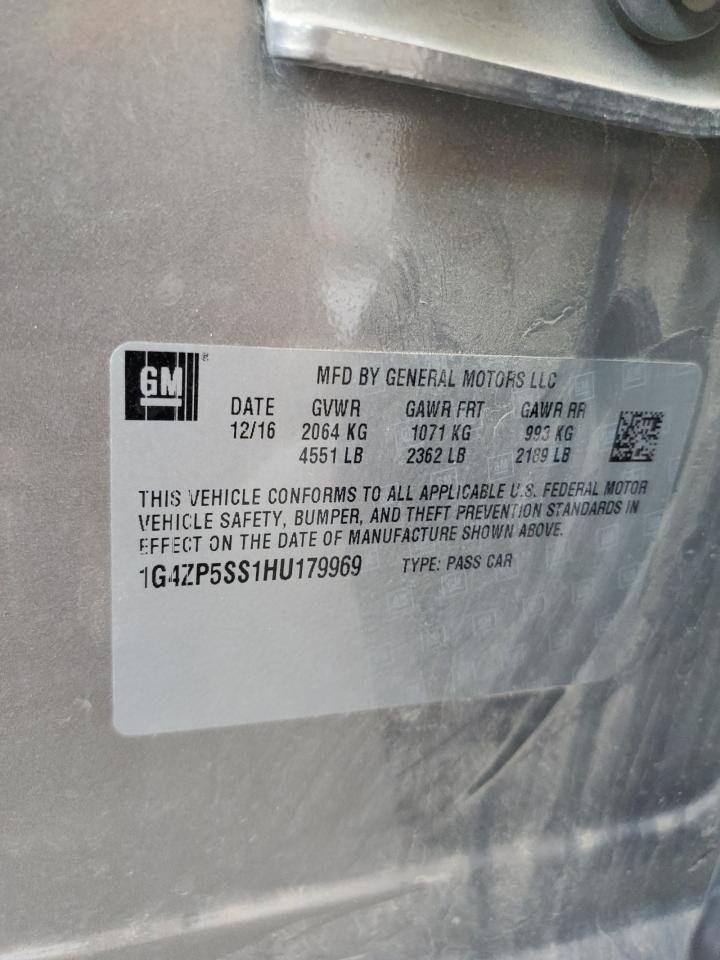 GM®
MFD BY GENERAL MOTORS LLC
DATE GVWR GAWR FRT GAWR RR
12/16 2064 KG 1071 KG 993 KG
4551 LB 2362 LB 2189 LB
THIS VEHICLE CONFORMS TO ALL APPLICABLE U.S. FEDERAL MOTOR
VEHICLE SAFETY, BUMPER, AND THEFT PREVENTION STANDARDS IN
EFFECT ON THE DATE OF MANUFACTURE SHOWN ABOVE.
1G4ZP5SS1HU179969 TYPE: PASS CAR